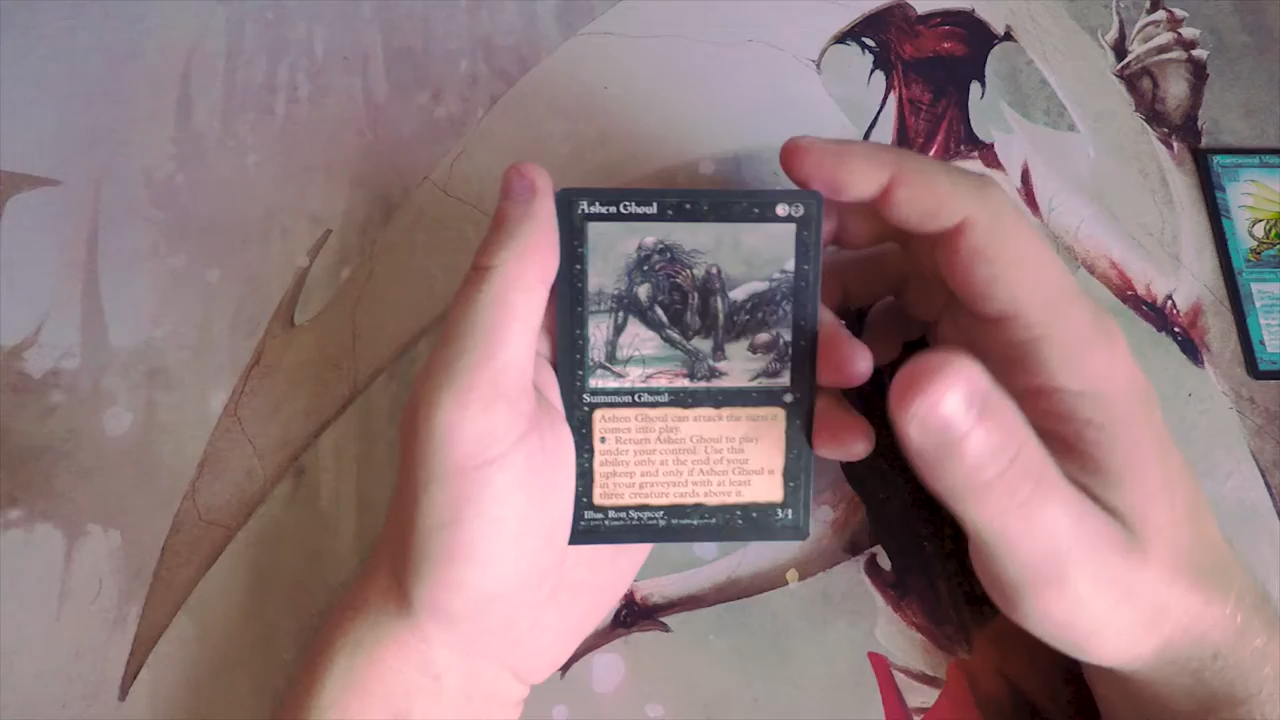 Ashen Ghoul
3
Summon Ghoul
Ashen Ghoul can attack the turn it
comes into play.
: Return Ashen Ghoul to play
under your control. Use this
ability only at the end of your
upkeep and only if Ashen Ghoul is
in your graveyard with at least
three creature cards above it.
Illus. Ron Spencer
3/1